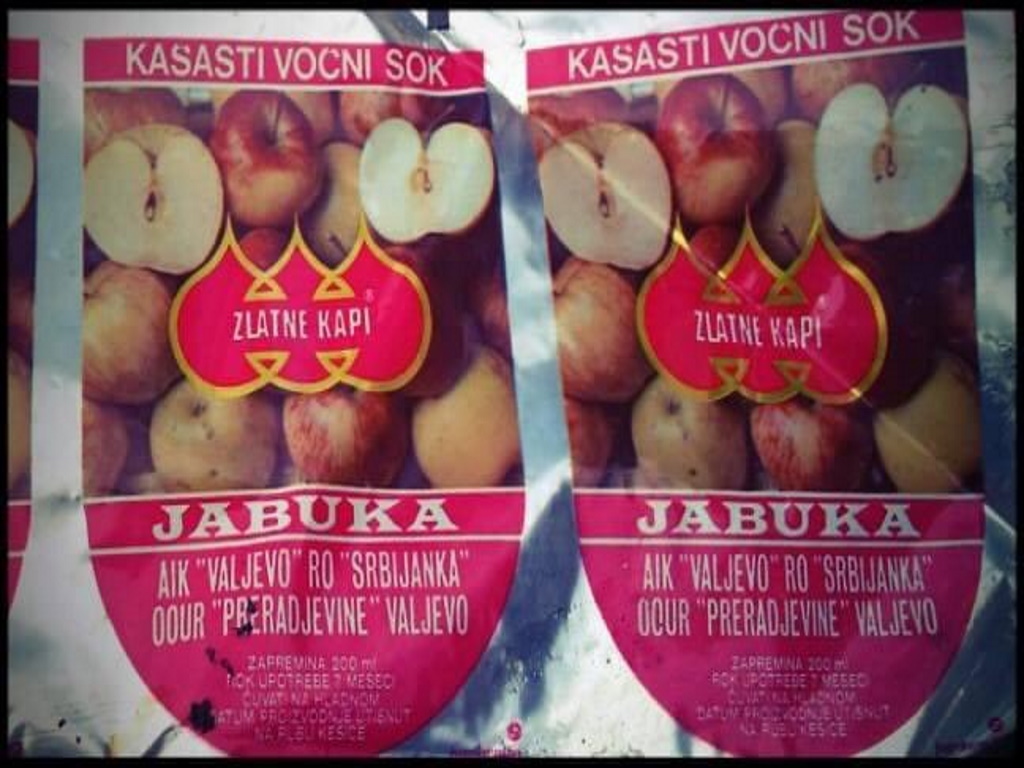 KASASTI VOCNI SOK
ZLATNE KAPI
JABUKA
AIK "VALJEVO" RO "SRBIJANKA"
OOUR "PRERADJEVINE" VALJEVO
ZAPREMINA 200 ml
ROK UPOTREBE 7 MESECI
ČUVATI NA HLADNOM
DATUM PROIZVODNJE UTISNUT
NA RUBU KESICE
KASASTI VOCNI SOK
ZLATNE KAPI
JABUKA
AIK "VALJEVO" RO "SRBIJANKA"
OOUR "PRERADJEVINE" VALJEVO
ZAPREMINA 200 ml
ROK UPOTREBE 7 MESECI
ČUVATI NA HLADNOM
DATUM PROIZVODNJE UTISNUT
NA RUBU KESICE